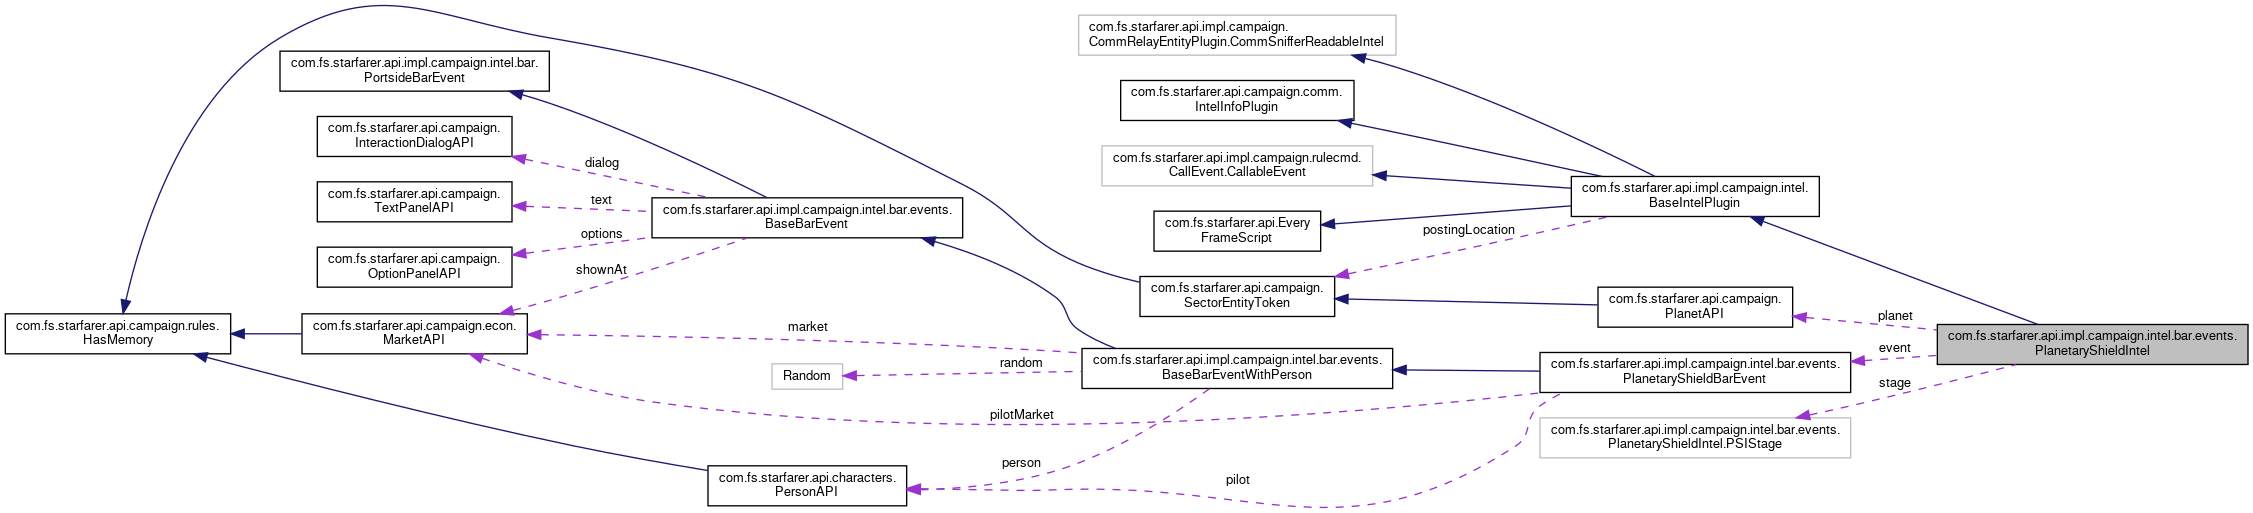 com.fs.starfarer.api.impl.campaign.
CommRelayEntityPlugin.CommSnifferReadableIntel
com.fs.starfarer.api.impl.campaign.intel.bar.
PortsideBarEvent
com.fs.starfarer.api.campaign.comm.
IntelInfoPlugin
com.fs.starfarer.api.campaign.
InteractionDialogAPI
dialog
com.fs.starfarer.api.impl.campaign.rulecmd.
CallEvent.CallableEvent
com.fs.starfarer.api.campaign.
TextPanelAPI
text
com.fs.starfarer.api.impl.campaign.intel.bar.events.
BaseBarEvent
com.fs.starfarer.api.impl.campaign.intel.
BaseIntelPlugin
com.fs.starfarer.api.Every
FrameScript
options
postingLocation
com.fs.starfarer.api.campaign.
OptionPanelAPI
shownAt
com.fs.starfarer.api.campaign.
SectorEntityToken
com.fs.starfarer.api.campaign.
PlanetAPI
planet
com.fs.starfarer.api.campaign.rules.
HasMemory
com.fs.starfarer.api.campaign.econ.
MarketAPI
market
com.fs.starfarer.api.impl.campaign.intel.bar.events.
PlanetaryShieldIntel
event
random
Random
com.fs.starfarer.api.impl.campaign.intel.bar.events.
BaseBarEventWithPerson
com.fs.starfarer.api.impl.campaign.intel.bar.events.
PlanetaryShieldBarEvent
stage
pilotMarket
com.fs.starfarer.api.impl.campaign.intel.bar.events.
PlanetaryShieldIntel.PSIStage
person
pilot
com.fs.starfarer.api.characters.
PersonAPI